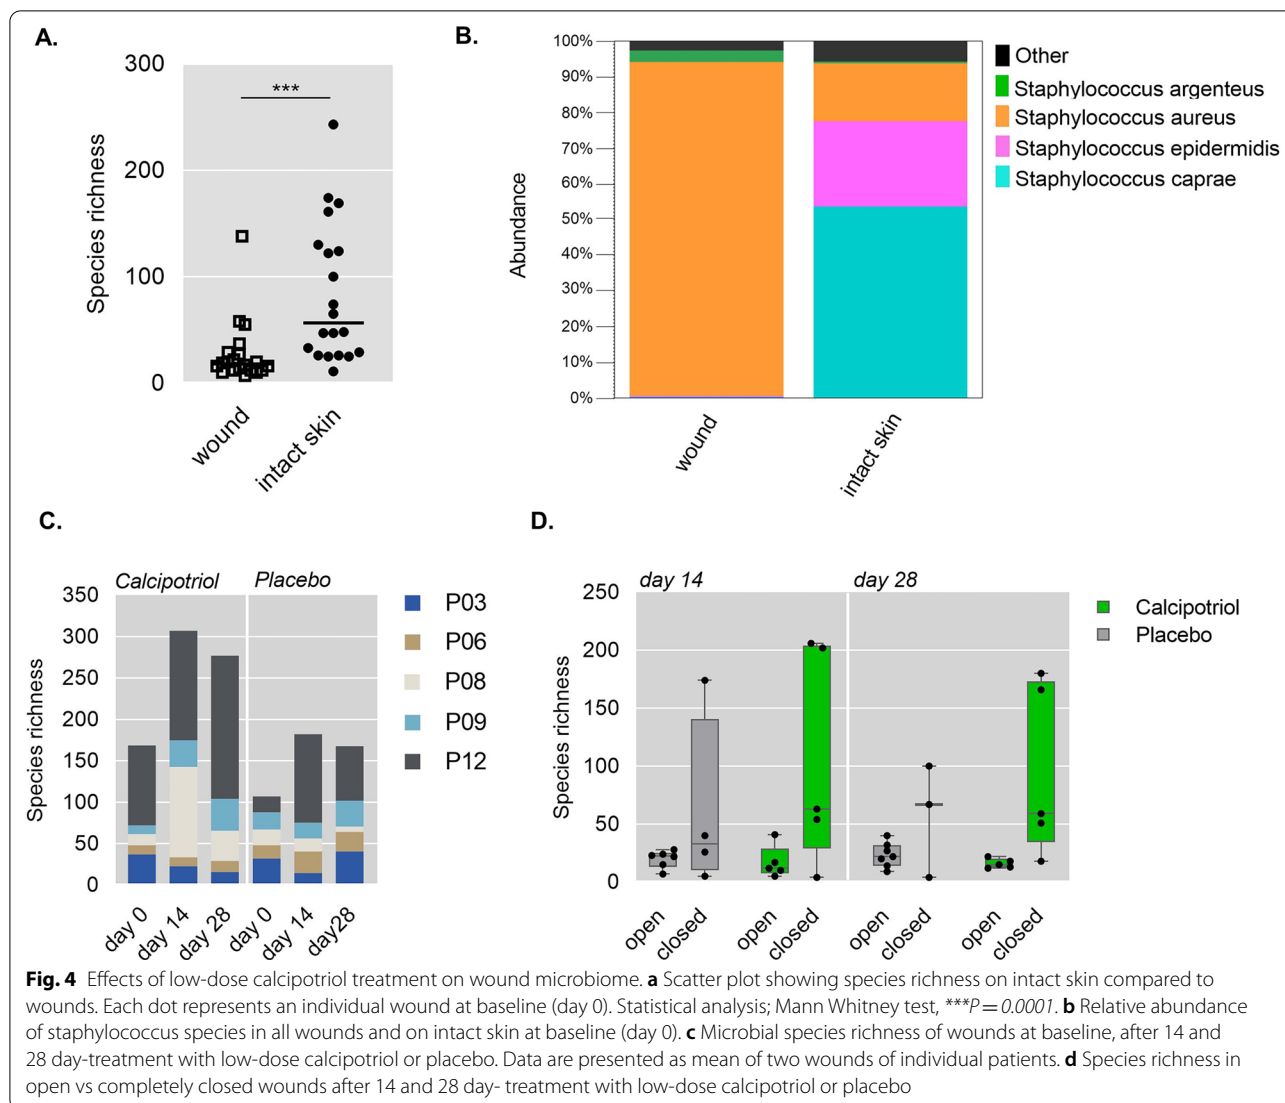 A.
300
200
100
0
Species richness
***
wound
intact skin
B.
100%
90%
80%
70%
60%
50%
40%
30%
20%
10%
0%
Abundance
wound
intact skin
Other
Staphylococcus argenteus
Staphylococcus aureus
Staphylococcus epidermidis
Staphylococcus caprae
C.
Calcipotriol
Placebo
350
300
250
200
150
100
50
0
Species richness
day 0
day 14
day 28
day 0
day 14
day28
P03
P06
P08
P09
P12
D.
day 14
day 28
250
200
150
100
50
0
Species richness
open
closed
open
closed
open
closed
open
closed
Calcipotriol
Placebo
Fig. 4 Effects of low-dose calcipotriol treatment on wound microbiome. a Scatter plot showing species richness on intact skin compared to
wounds. Each dot represents an individual wound at baseline (day 0). Statistical analysis; Mann Whitney test, ***P = 0.0001. b Relative abundance
of staphylococcus species in all wounds and on intact skin at baseline (day 0). c Microbial species richness of wounds at baseline, after 14 and
28 day-treatment with low-dose calcipotriol or placebo. Data are presented as mean of two wounds of individual patients. d Species richness in
open vs completely closed wounds after 14 and 28 day- treatment with low-dose calcipotriol or placebo